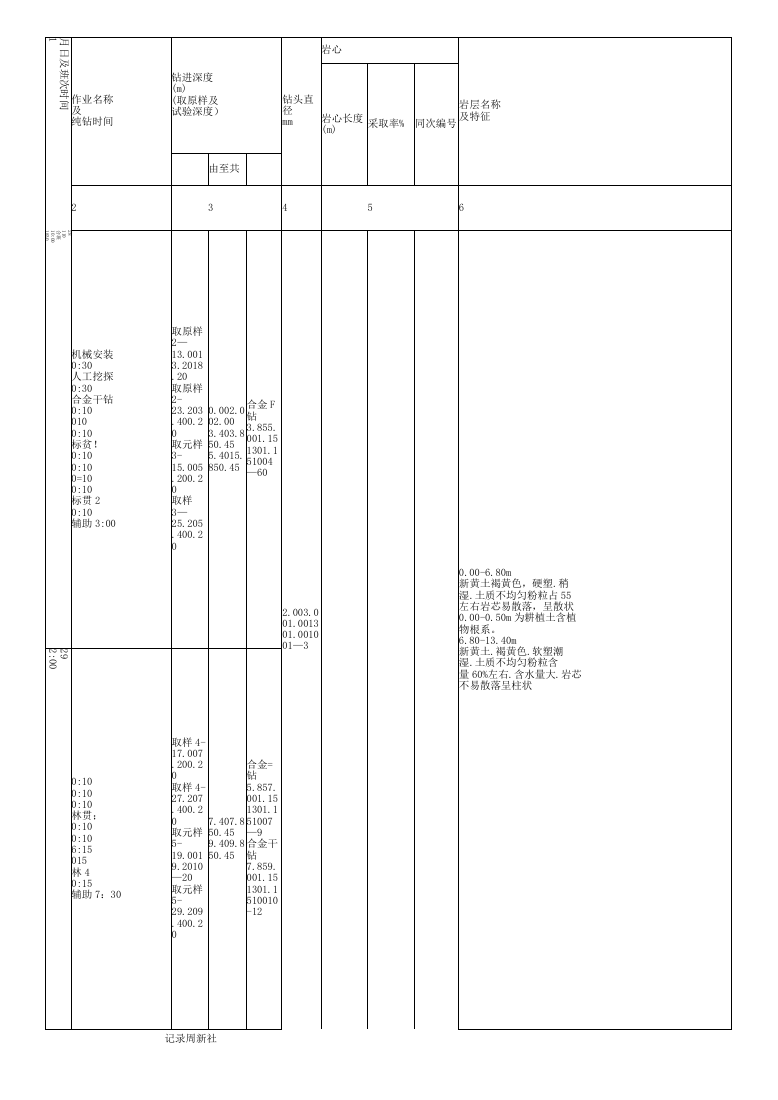 月日及班次时间
1
作业名称
及
纯钻时间
钻进深度
(m)
(取原样及
试验深度)
由至共
钻头直
径
mm
岩心
岩心长度
(m)
采取率%
同次编号
岩层名称
及特征
2
3
4
5
6
机械安装
0:30
人工挖探
0:30
合金干钻
0:10
010
0:10
标贫!
0:10
0:10
0=10
0:10
标贯 2
0:10
辅助 3:00
取原样
2—
13.001
3.2018
.20
取原样
2-
23.203
.400.2
0
取元样
3-
15.005
.200.2
0
取样
3—
25.205
.400.2
0
0.002.0
02.00
3.403.8
50.45
5.4015.
850.45
合金 F
钻
3.855.
001.15
1301.1
51004
—60
2.003.0
01.0013
01.0010
01—3
0.00-6.80m
新黄土褐黄色，硬塑.稍
湿.土质不均匀粉粒占 55
左右岩芯易散落，呈散状
0.00-0.50m 为耕植土含植
物根系。
6.80-13.40m
新黄土.褐黄色.软塑潮
湿.土质不均匀粉粒含
量 60%左右.含水量大.岩芯
不易散落呈柱状
29
2:00
0:10
0:10
0:10
林贯:
0:10
0:10
6:15
015
林 4
0:15
辅助 7: 30
取样 4-
17.007
.200.2
0
取样 4-
27.207
.400.2
0
取元样
5-
19.001
9.2010
—20
取元样
5-
29.209
.400.2
0
7.407.8
50.45
9.409.8
50.45
合金=
钻
5.857.
001.15
1301.1
51007
—9
合金干
钻
7.859.
001.15
1301.1
510010
-12
记录周新社